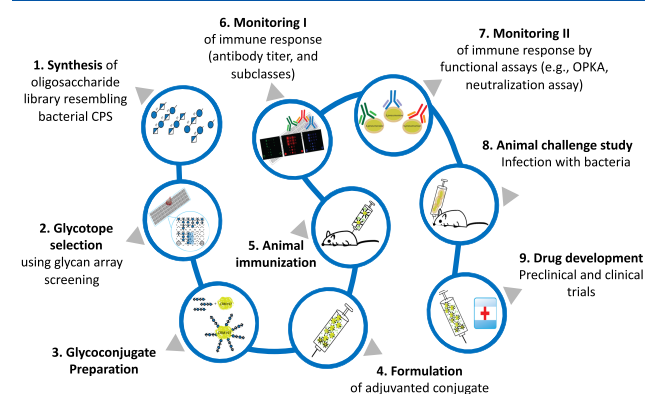 1. Synthesis of
oligosaccharide
library resembling
bacterial CPS
2. Glycotope
selection
using glycan array
screening
3. Glycoconjugate
Preparation
4. Formulation
of adjuvanted conjugate
5. Animal
immunization
6. Monitoring I
of immune response
(antibody titer, and
subclasses)
7. Monitoring II
of immune response by
functional assays (e.g., OPKA,
neutralization assay)
8. Animal challenge study
Infection with bacteria
9. Drug development
Preclinical and clinical
trials